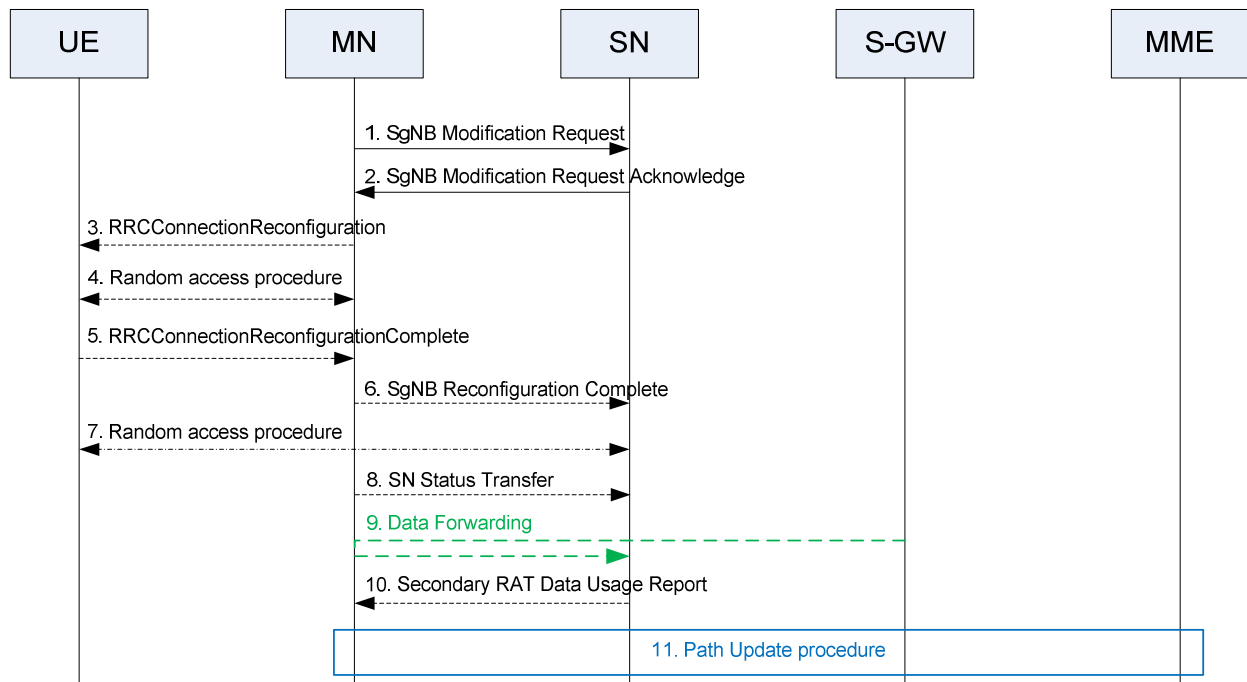 UE
MN
SN
S-GW
MME
1. SgNB Modification Request
2. SgNB Modification Request Acknowledge
3. RRCConnectionReconfiguration
4. Random access procedure
5. RRCConnectionReconfigurationComplete
6. SgNB Reconfiguration Complete
7. Random access procedure
8. SN Status Transfer
9. Data Forwarding
10. Secondary RAT Data Usage Report
11. Path Update procedure